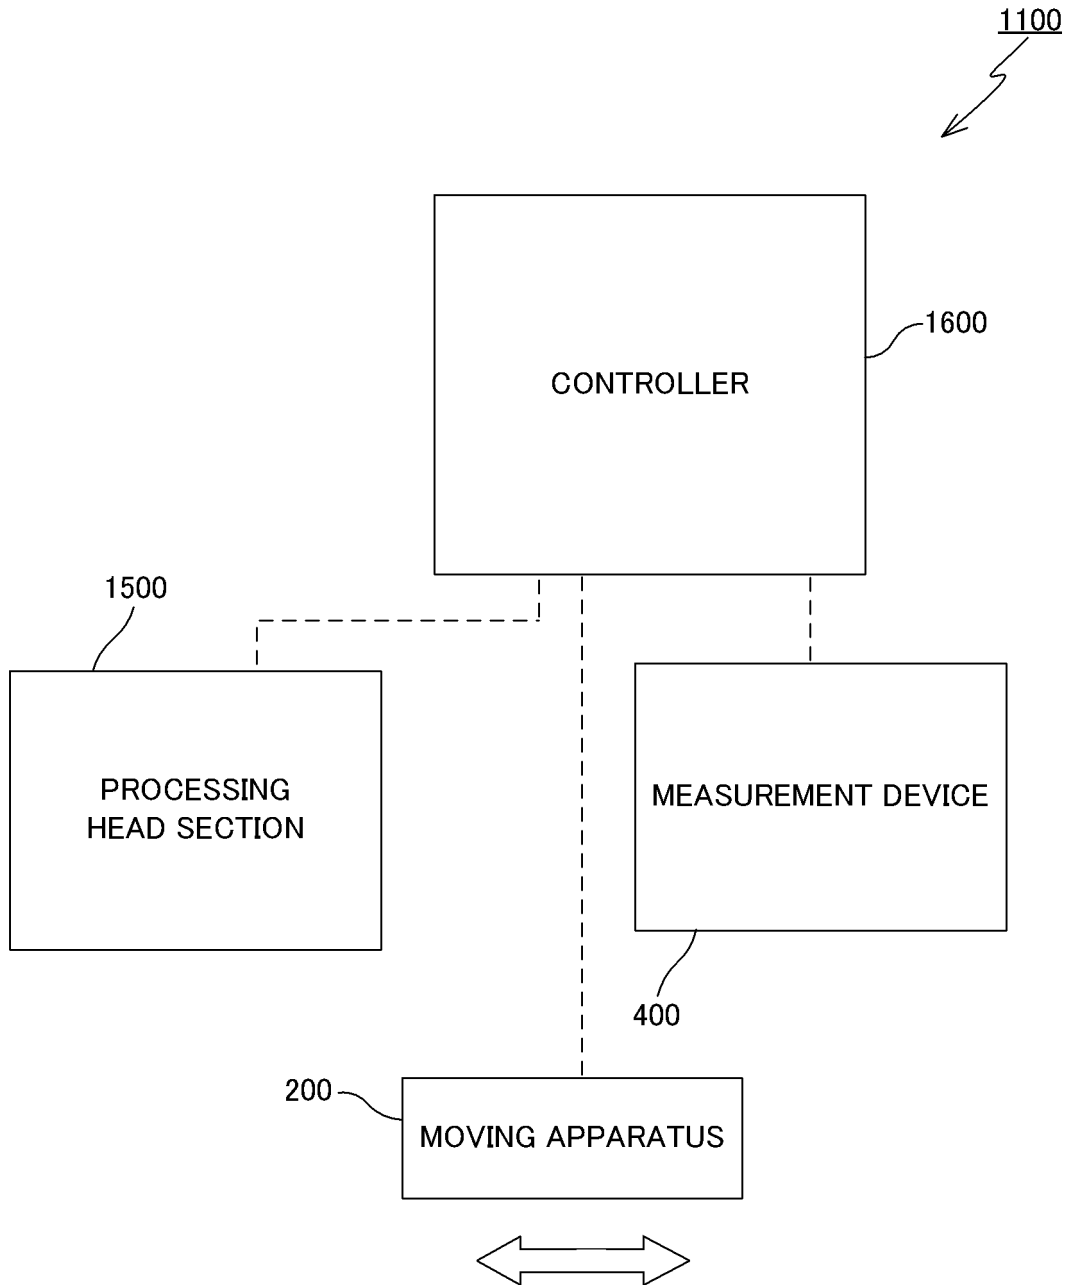 1100
1600
CONTROLLER
1500
PROCESSING
HEAD SECTION
MEASUREMENT DEVICE
400
200
MOVING APPARATUS